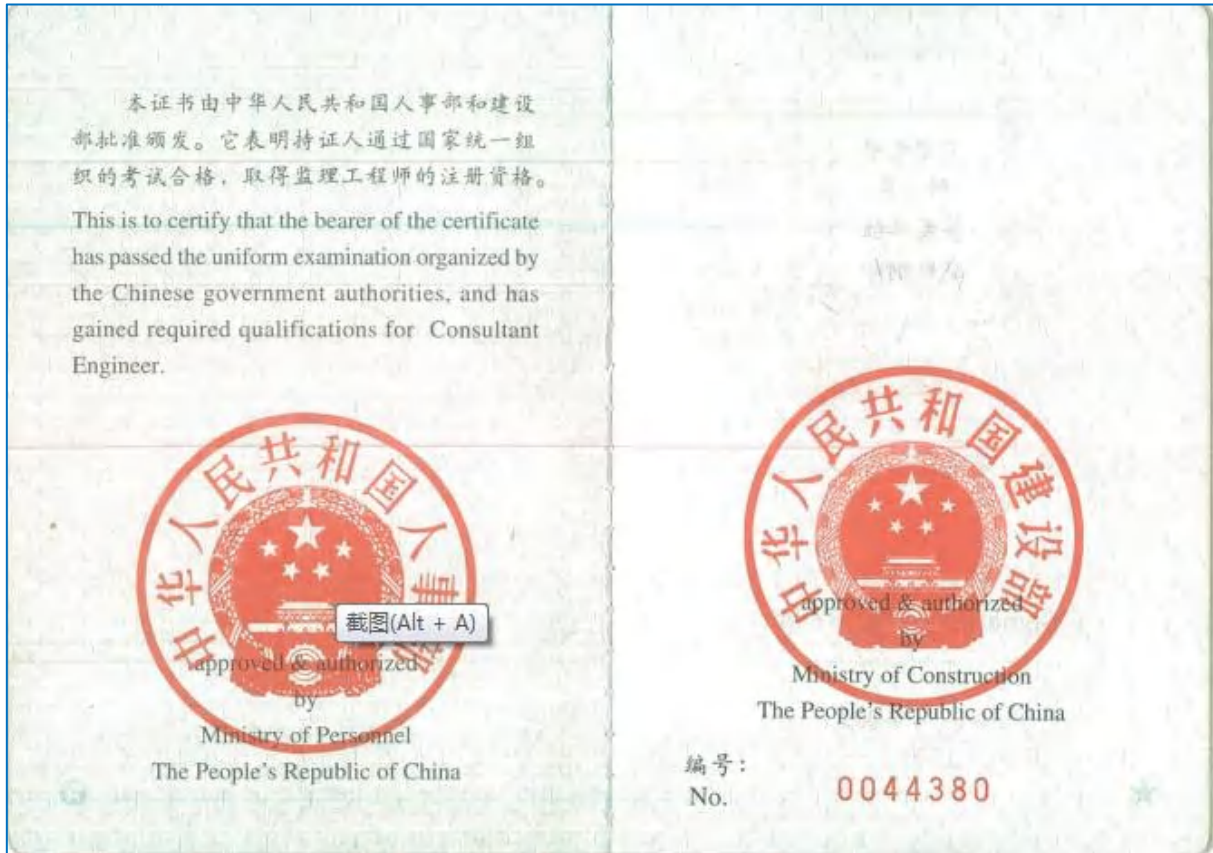 本证书由中华人民共和国人事部和建设
部批准颁发。它表明持证人通过国家统一组
织的考试合格，取得监理工程师的注册资格。
This is to certify that the bearer of the certificate
has passed the uniform examination organized by
the Chinese government authorities, and has
gained required qualifications for Consultant
Engineer.
中华人民共和国人事部
截图(Alt + A)
approved & authorized
by
Ministry of Personnel
The People's Republic of China
中华人民共和国建设部
approved & authorized
by
Ministry of Construction
The People's Republic of China
编号：
No. 0044380